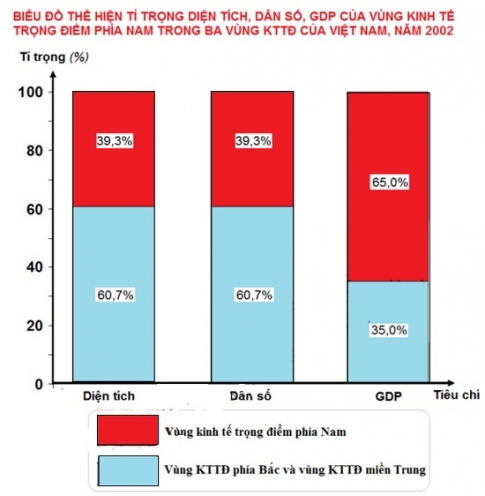 BIỂU ĐỒ THỂ HIỆN TỈ TRỌNG DIỆN TÍCH, DÂN SỐ, GDP CỦA VÙNG KINH TẾ
TRỌNG ĐIỂM PHÍA NAM TRONG BA VÙNG KTTĐ CỦA VIỆT NAM, NĂM 2002
Tỉ trọng (%)
100
80
60
40
20
0
39,3%
39,3%
65,0%
60,7%
60,7%
35,0%
Diện tích
Dân số
GDP
Tiêu chí
Vùng kinh tế trọng điểm phía Nam
Vùng KTTĐ phía Bắc và vùng KTTĐ miền Trung